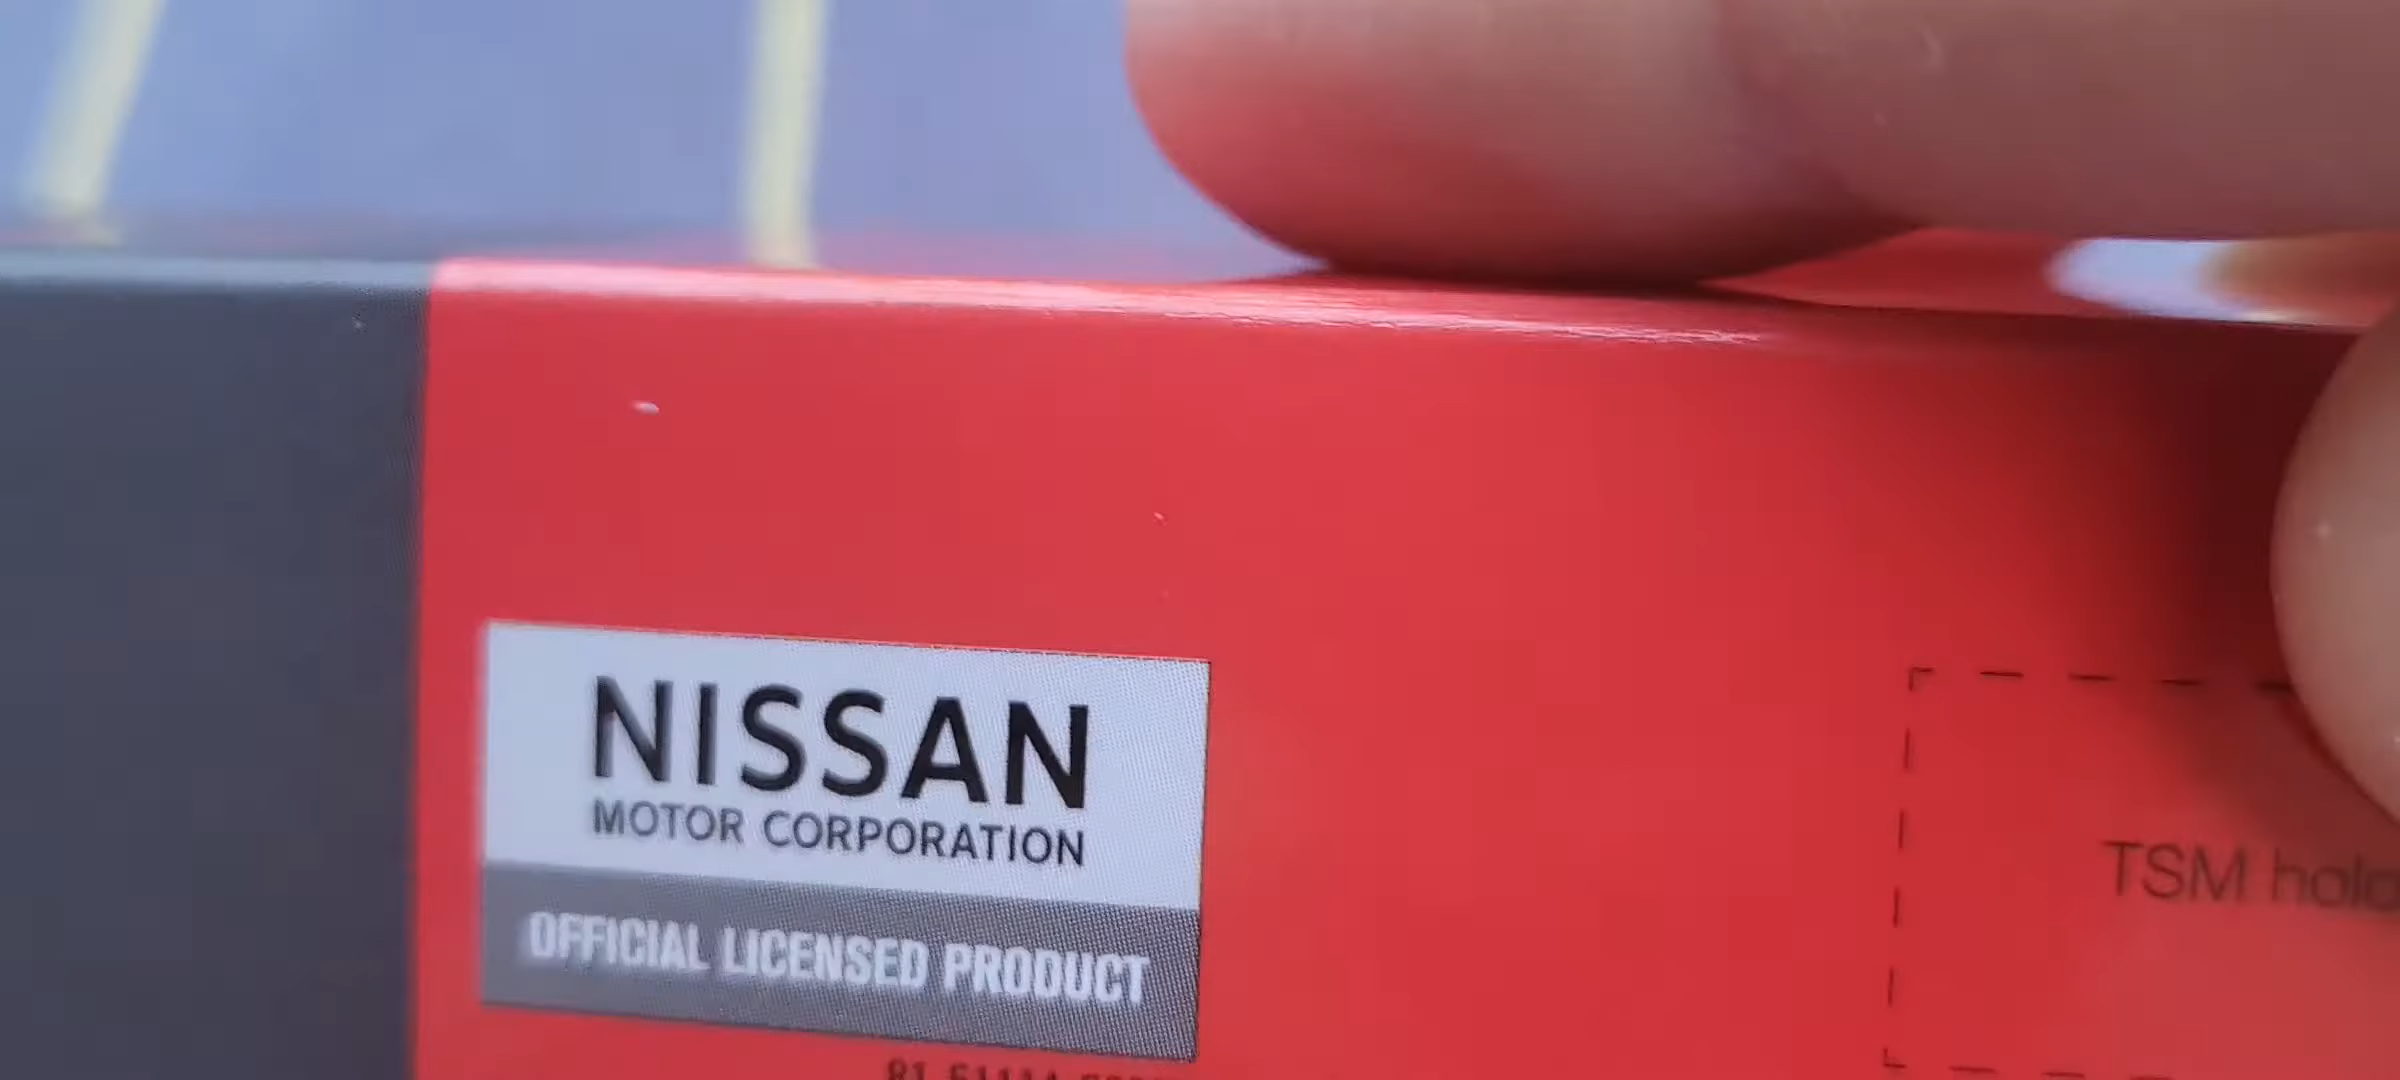 NISSAN
MOTOR CORPORATION
OFFICIAL LICENSED PRODUCT
TSM